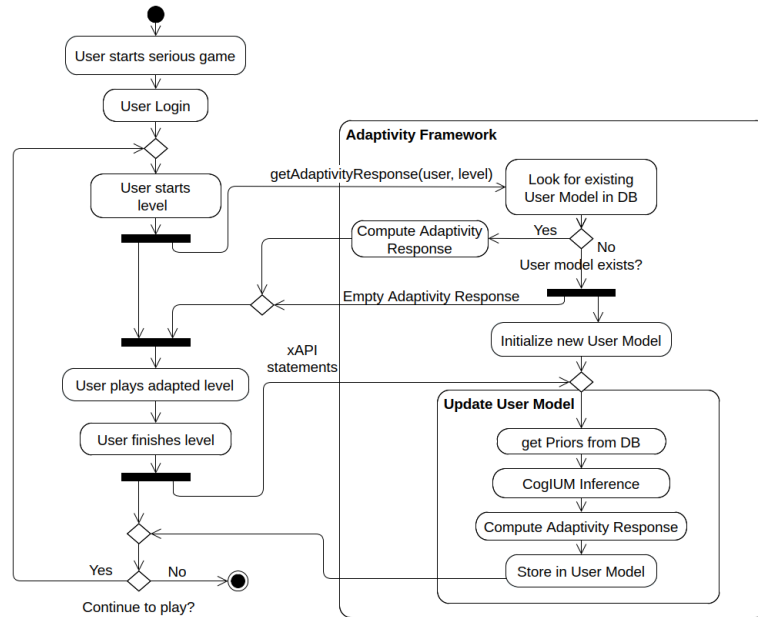 User starts serious game
User Login
Adaptivity Framework
getAdaptivityResponse(user, level)
User starts
level
Look for existing
User Model in DB
Compute Adaptivity
Response
Yes
No
User model exists?
Empty Adaptivity Response
Initialize new User Model
xAPI
statements
User plays adapted level
Update User Model
User finishes level
get Priors from DB
CogIUM Inference
Compute Adaptivity Response
Store in User Model
Yes
No
Continue to play?